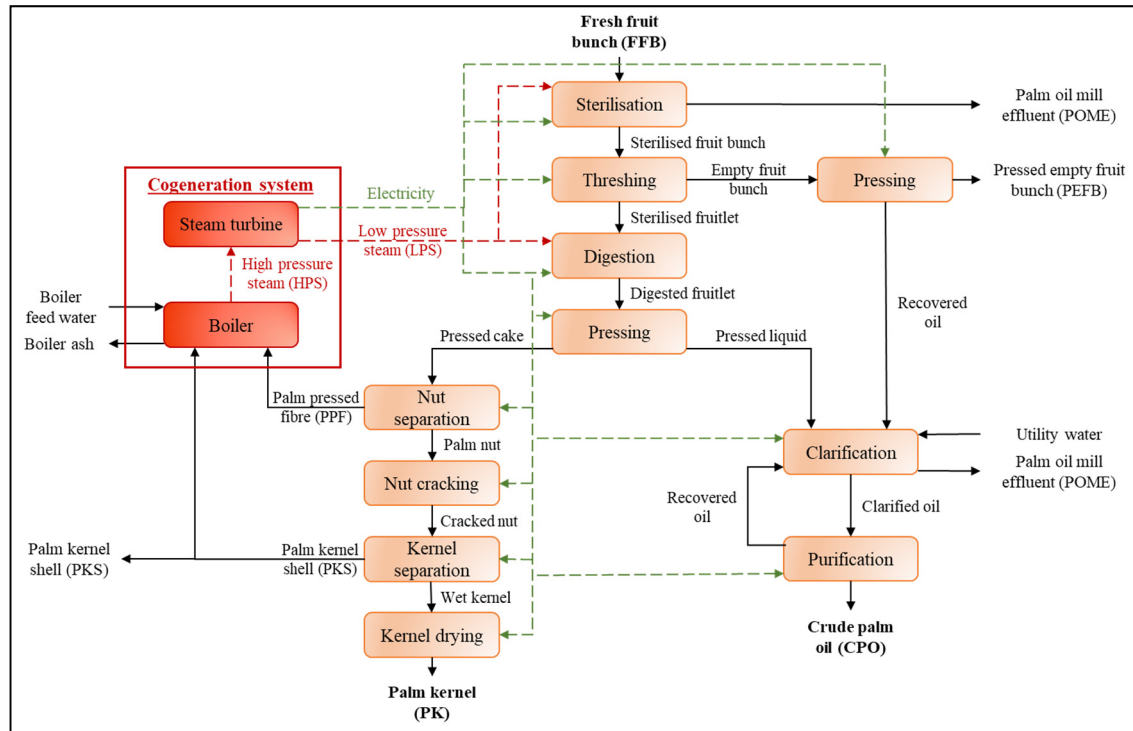 Fresh fruit
bunch (FFB)
Sterilisation
Palm oil mill
effluent (POME)
Sterilised fruit bunch
Cogeneration system
Electricity
Threshing
Empty fruit
bunch
Pressing
Pressed empty fruit
bunch (PEFB)
Steam turbine
Sterilised fruitlet
Low pressure
steam (LPS)
Digestion
High pressure
steam (HPS)
Digested fruitlet
Boiler
feed water
Boiler
Boiler ash
Pressing
Recovered
oil
Pressed cake
Pressed liquid
Palm pressed
fibre (PPF)
Nut
separation
Palm nut
Utility water
Clarification
Palm oil mill
effluent (POME)
Nut cracking
Recovered
oil
Clarified oil
Cracked nut
Palm kernel
shell (PKS)
Palm kernel
shell (PKS)
Kernel
separation
Purification
Wet kernel
Kernel drying
Crude palm
oil (CPO)
Palm kernel
(PK)